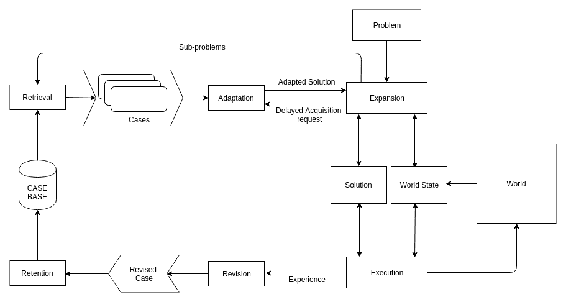 Problem
Sub-problems
Adapted Solution
Retrieval
Adaptation
Expansion
Cases
Delayed Acquisition
request
CASE
BASE
Solution
World State
World
Retention
Revised
Case
Revision
Experience
Execution